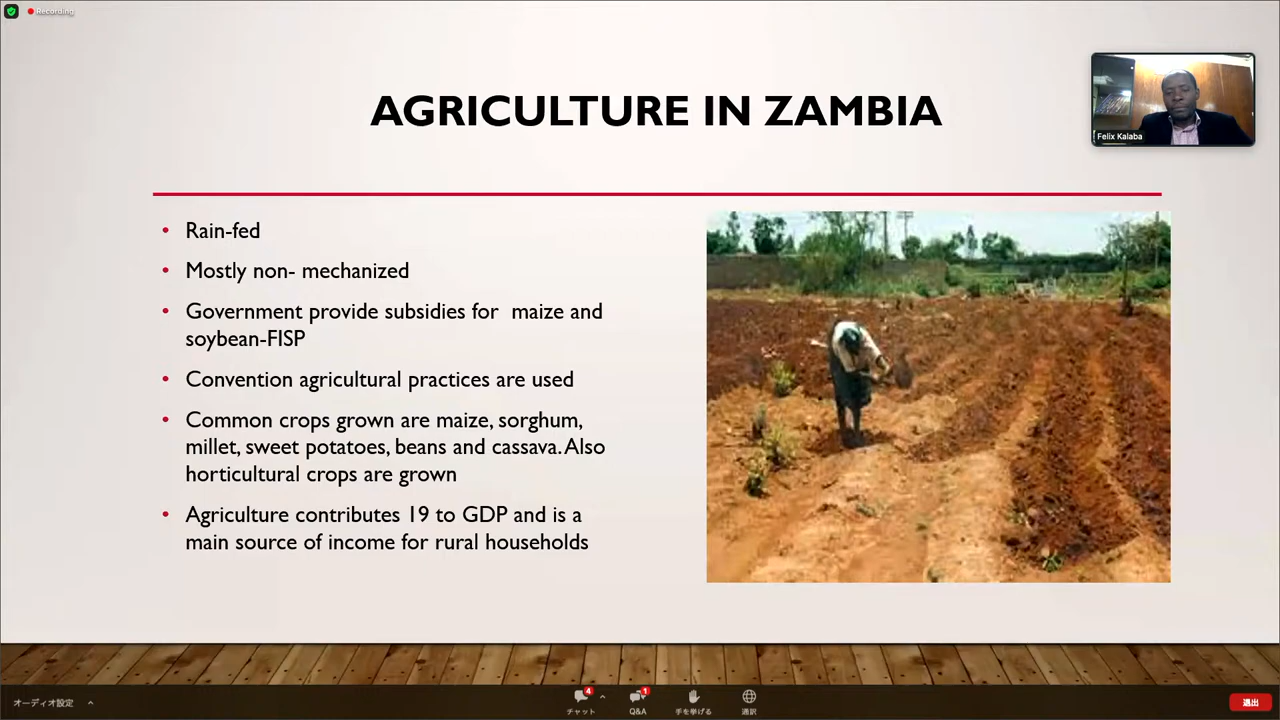 Recording
AGRICULTURE IN ZAMBIA
Felix Kalaba
• Rain-fed
• Mostly non- mechanized
• Government provide subsidies for  maize and
soybean-FISP
• Convention agricultural practices are used
• Common crops grown are maize, sorghum,
millet, sweet potatoes, beans and cassava. Also
horticultural crops are grown
• Agriculture contributes 19 to GDP and is a
main source of income for rural households
オーディオ設定
4
チャット
1
Q&A
手を挙げる
通訳
退出